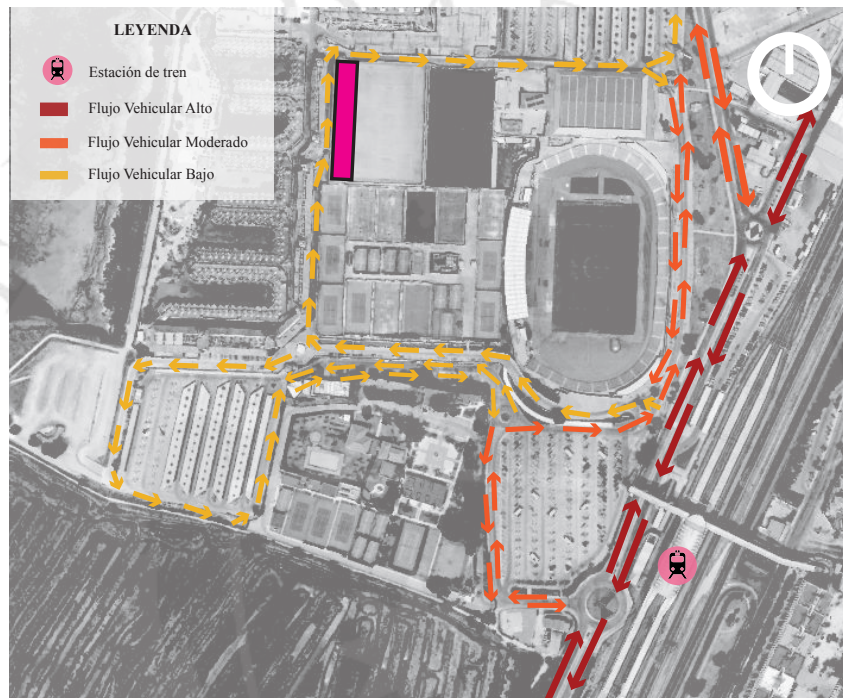 LEYENDA
Estación de tren
Flujo Vehicular Alto
Flujo Vehicular Moderado
Flujo Vehicular Bajo